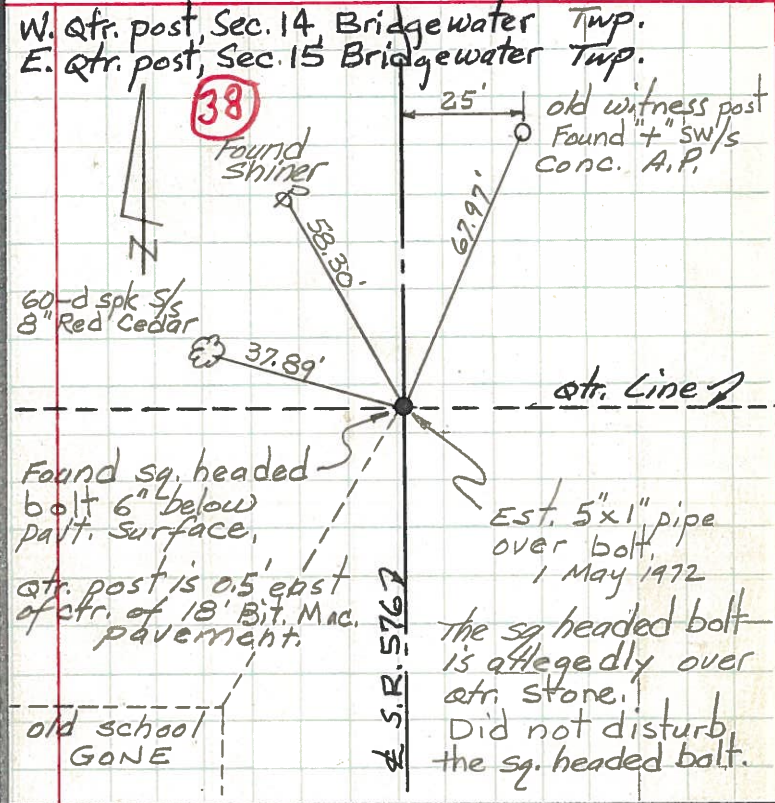 W. Qtr. post, Sec. 14, Bridgewater Twp.
E. Qtr. post, Sec. 15 Bridgewater Twp.
38
25'
old witness post
Found "+" SW/s
Conc. A.P.
Found
Shiner
67.97'
58.30'
N
60-d spk S/s
8" Red Cedar
37.89'
Qtr. Line
Found sq. headed
bolt 6" below
pavt. surface.
Est. 5"x1" pipe
over bolt.
1 May 1972
Qtr. post is 0.5' east
of ctr. of 18' Bit. Mac.
pavement.
℄ S.R. 576
The sq headed bolt
is allegedly over
qtr. stone.
Did not disturb
the sq. headed bolt.
old school
GONE